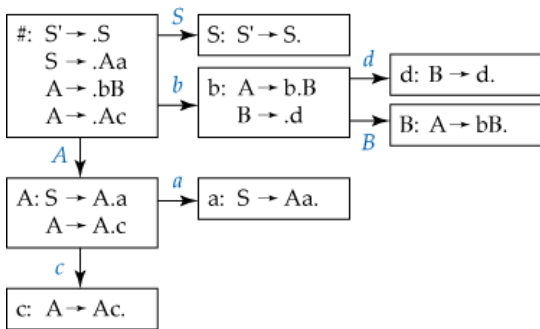 #: S' → .S
S → .Aa
A → .bB
A → .Ac
S
S: S' → S.
b
b: A → b.B
B → .d
d
d: B → d.
B
B: A → bB.
A
A: S → A.a
A → A.c
a
a: S → Aa.
c
c: A → Ac.